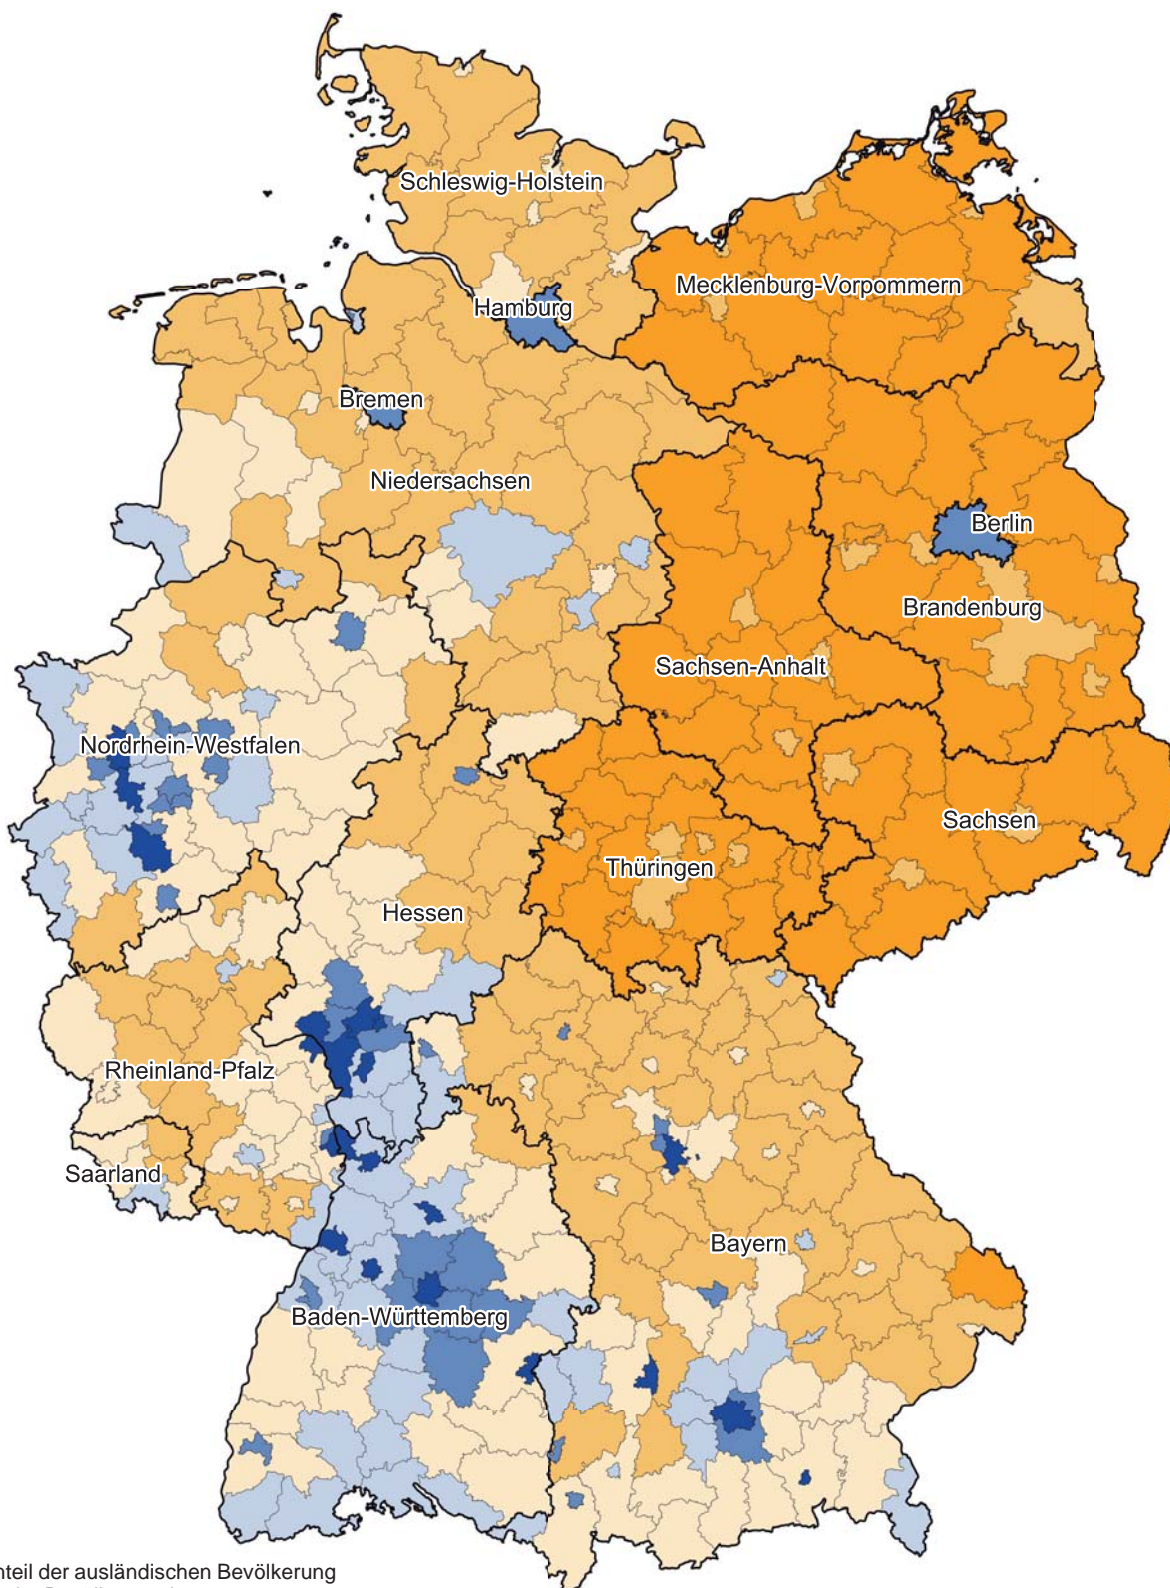 Schleswig-Holstein
Mecklenburg-Vorpommern
Hamburg
Bremen
Niedersachsen
Berlin
Brandenburg
Sachsen-Anhalt
Nordrhein-Westfalen
Sachsen
Thüringen
Hessen
Rheinland-Pfalz
Saarland
Bayern
Baden-Württemberg
nteil der ausländischen Bevölkerung